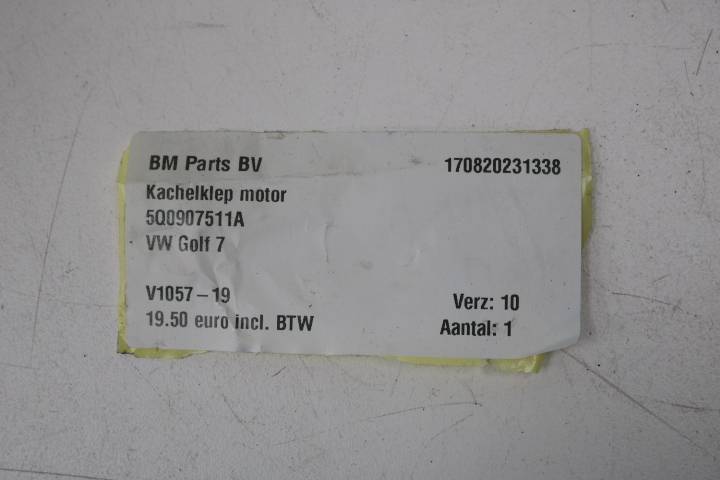 BM Parts BV 170820231338
Kachelklep motor
5Q0907511A
VW Golf 7
V1057-19 Verz: 10
19.50 euro incl. BTW Aantal: 1